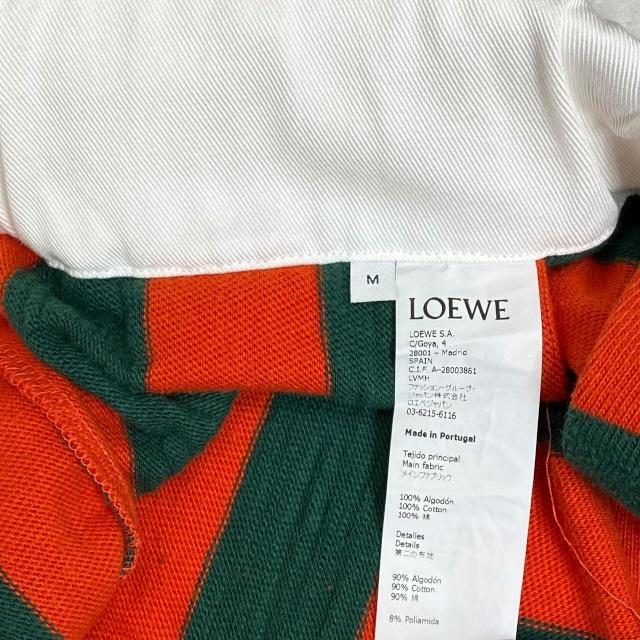 M
LOEWE
LOEWE S.A.
C/Goya, 4
28001 – Madrid
SPAIN
C.I.F. A-28003861
LVMH
ファッション・グループ・
ジャパン株式会社
ロエベジャパン
03-6215-6116
Made in Portugal
Tejido principal
Main fabric
メインファブリック
100% Algodón
100% Cotton
100% 綿
Detalles
Details
第二の布地
90% Algodón
90% Cotton
90% 綿
8% Poliamida